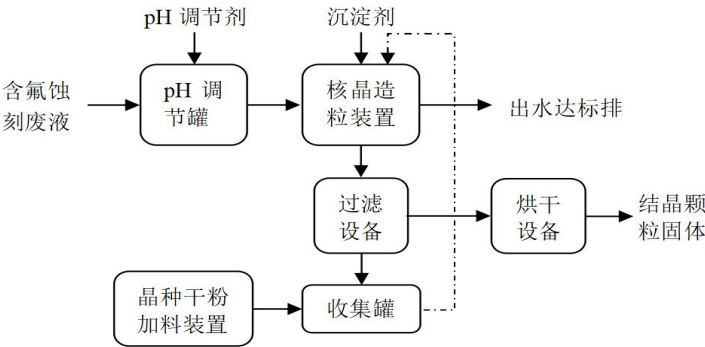 pH 调节剂
沉淀剂
含氟蚀
刻废液
pH 调
节罐
核晶造
粒装置
出水达标排
过滤
设备
烘干
设备
结晶颗
粒固体
晶种干粉
加料装置
收集罐